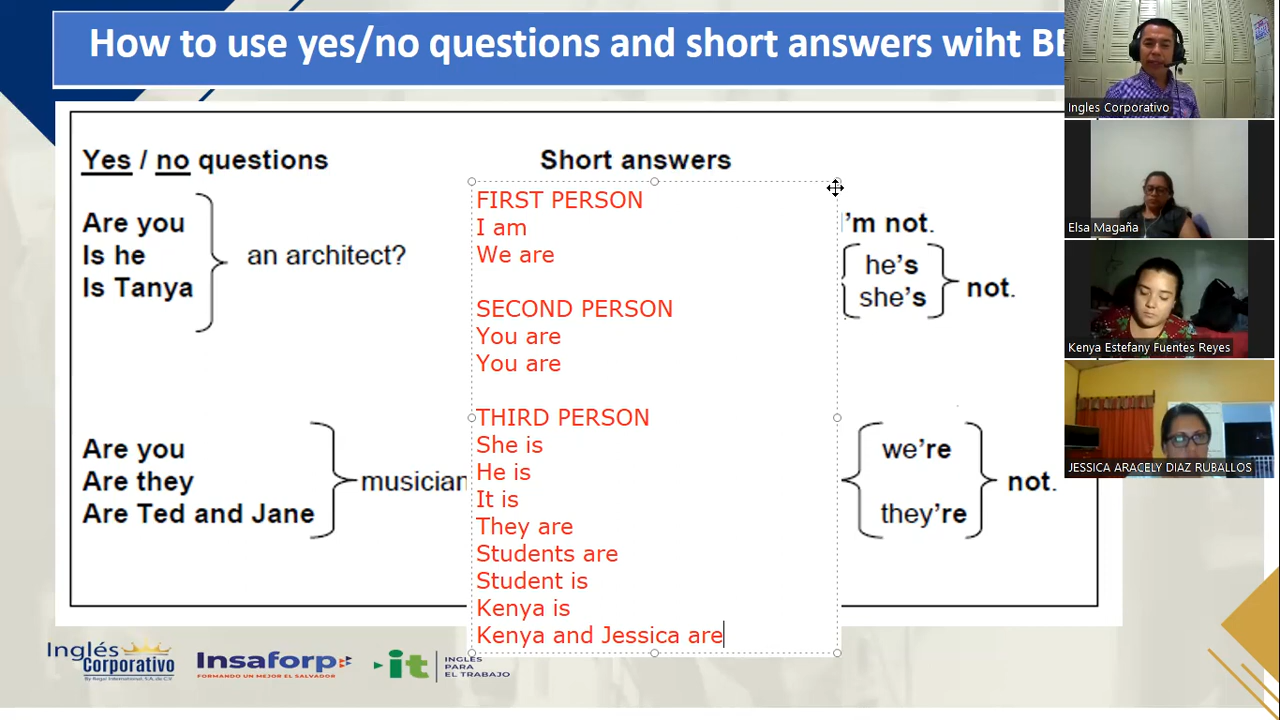 How to use yes/no questions and short answers wiht BE
Ingles Corporativo
Elsa Magaña
Kenya Estefany Fuentes Reyes
JESSICA ARACELY DIAZ RUBALLOS
Yes / no questions
Are you
Is he
Is Tanya
an architect?
Are you
Are they
Are Ted and Jane
musician
Short answers
FIRST PERSON
I am
We are
SECOND PERSON
You are
You are
THIRD PERSON
She is
He is
It is
They are
Students are
Student is
Kenya is
Kenya and Jessica are
'm not.
he's
she's
not.
we're
they're
not.
Inglés
Corporativo
By Regal International, S.A. de C.V.
Insaforp
FORMANDO UN MEJOR EL SALVADOR
it
INGLÉS
PARA
EL TRABAJO